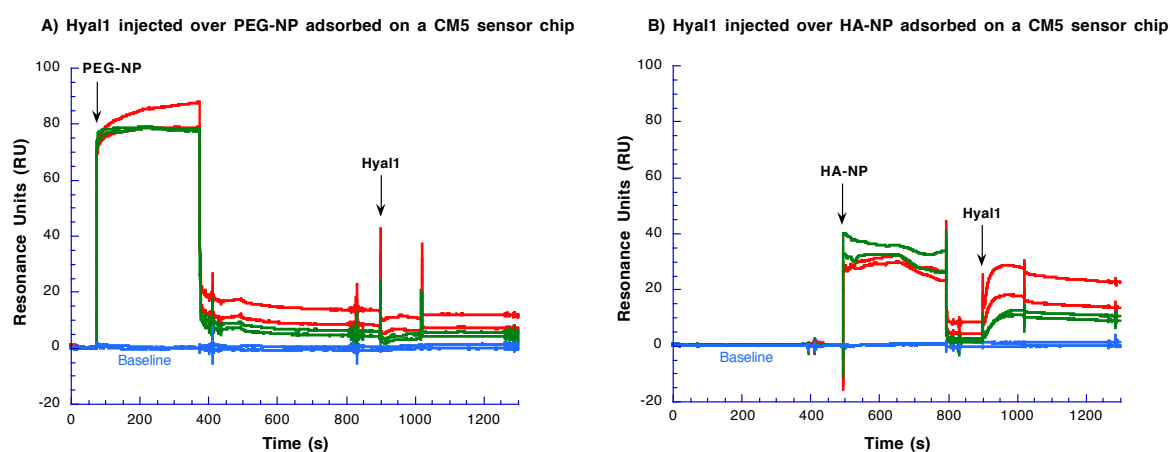 A) Hyal1 injected over PEG-NP adsorbed on a CM5 sensor chip
100
80
60
40
20
0
-20
Resonance Units (RU)
PEG-NP
Hyal1
Baseline
0 200 400 600 800 1000 1200
Time (s)
B) Hyal1 injected over HA-NP adsorbed on a CM5 sensor chip
100
80
60
40
20
0
-20
Resonance Units (RU)
HA-NP
Hyal1
Baseline
0 200 400 600 800 1000 1200
Time (s)